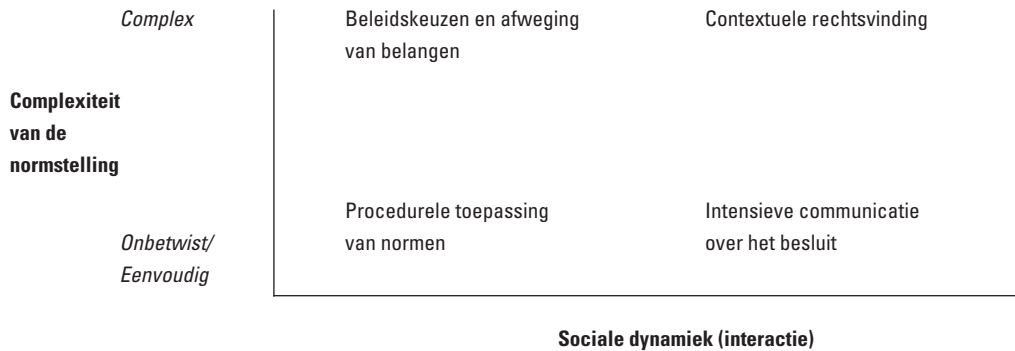 Complex
Beleidskeuzen en afweging
van belangen
Contextuele rechtsvinding
Complexiteit
van de
normstelling
Procedurele toepassing
van normen
Intensieve communicatie
over het besluit
Onbetwist/
Eenvoudig
Sociale dynamiek (interactie)